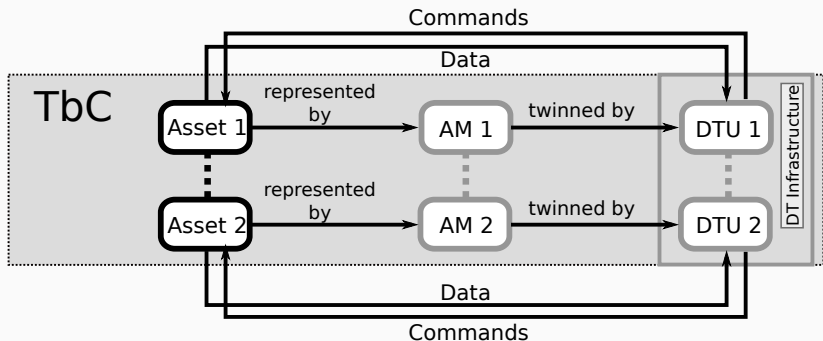 Commands
Data
TbC
represented
by
twinned by
Asset 1
AM 1
DTU 1
DT Infrastructure
represented
by
twinned by
Asset 2
AM 2
DTU 2
Data
Commands